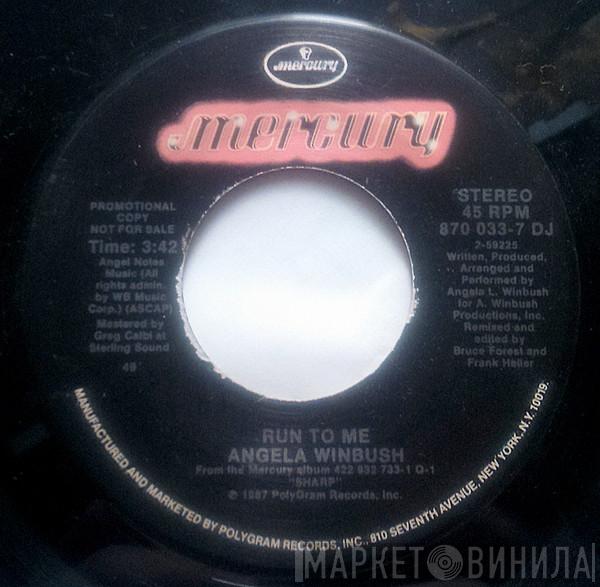 mercury
mercury
PROMOTIONAL
COPY
NOT FOR SALE
Time: 3:42
Angel Notes
Music (All
rights admin.
by WB Music
Corp.) (ASCAP)
Mastered by
Greg Calbi at
Sterling Sound
49
STEREO
45 RPM
870 033-7 DJ
2-59225
Written, Produced,
Arranged and
Performed by
Angela L. Winbush
for A. Winbush
Productions, Inc.
Remixed and
edited by
Bruce Forest and
Frank Heller
RUN TO ME
ANGELA WINBUSH
From the Mercury album 422 832 733-1 Q-1
"SHARP"
℗ 1987 PolyGram Records, Inc.
MANUFACTURED AND MARKETED BY POLYGRAM RECORDS, INC., 810 SEVENTH AVENUE, NEW YORK, N.Y. 10019.
МАРКЕТ ВИНИЛА